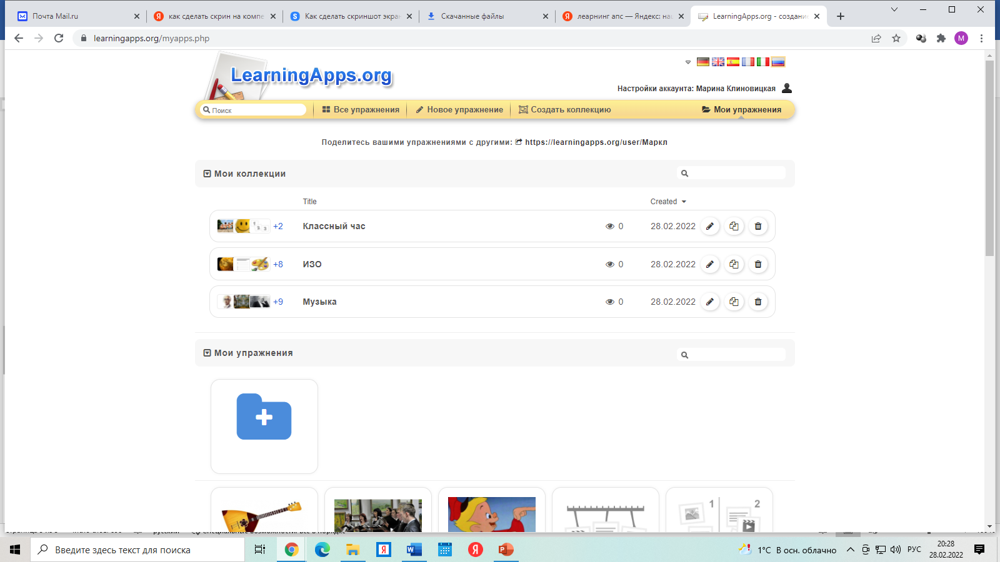 Почта Mail.ru
как сделать скрин на компе
Как сделать скриншот экран
Скачанные файлы
леарнинг апс — Яндекс: наш
LearningApps.org - создание
learningapps.org/myapps.php
M
LearningApps.org
Настройки аккаунта: Марина Клиновицкая
Поиск
Все упражнения
Новое упражнение
Создать коллекцию
Мои упражнения
Поделитесь вашими упражнениями с другими: https://learningapps.org/user/Маркл
Мои коллекции
Title Created
+2 Классный час 0 28.02.2022
+8 ИЗО 0 28.02.2022
+9 Музыка 0 28.02.2022
Мои упражнения
1 2
Введите здесь текст для поиска
1°C В осн. облачно
РУС
20:28
28.02.2022